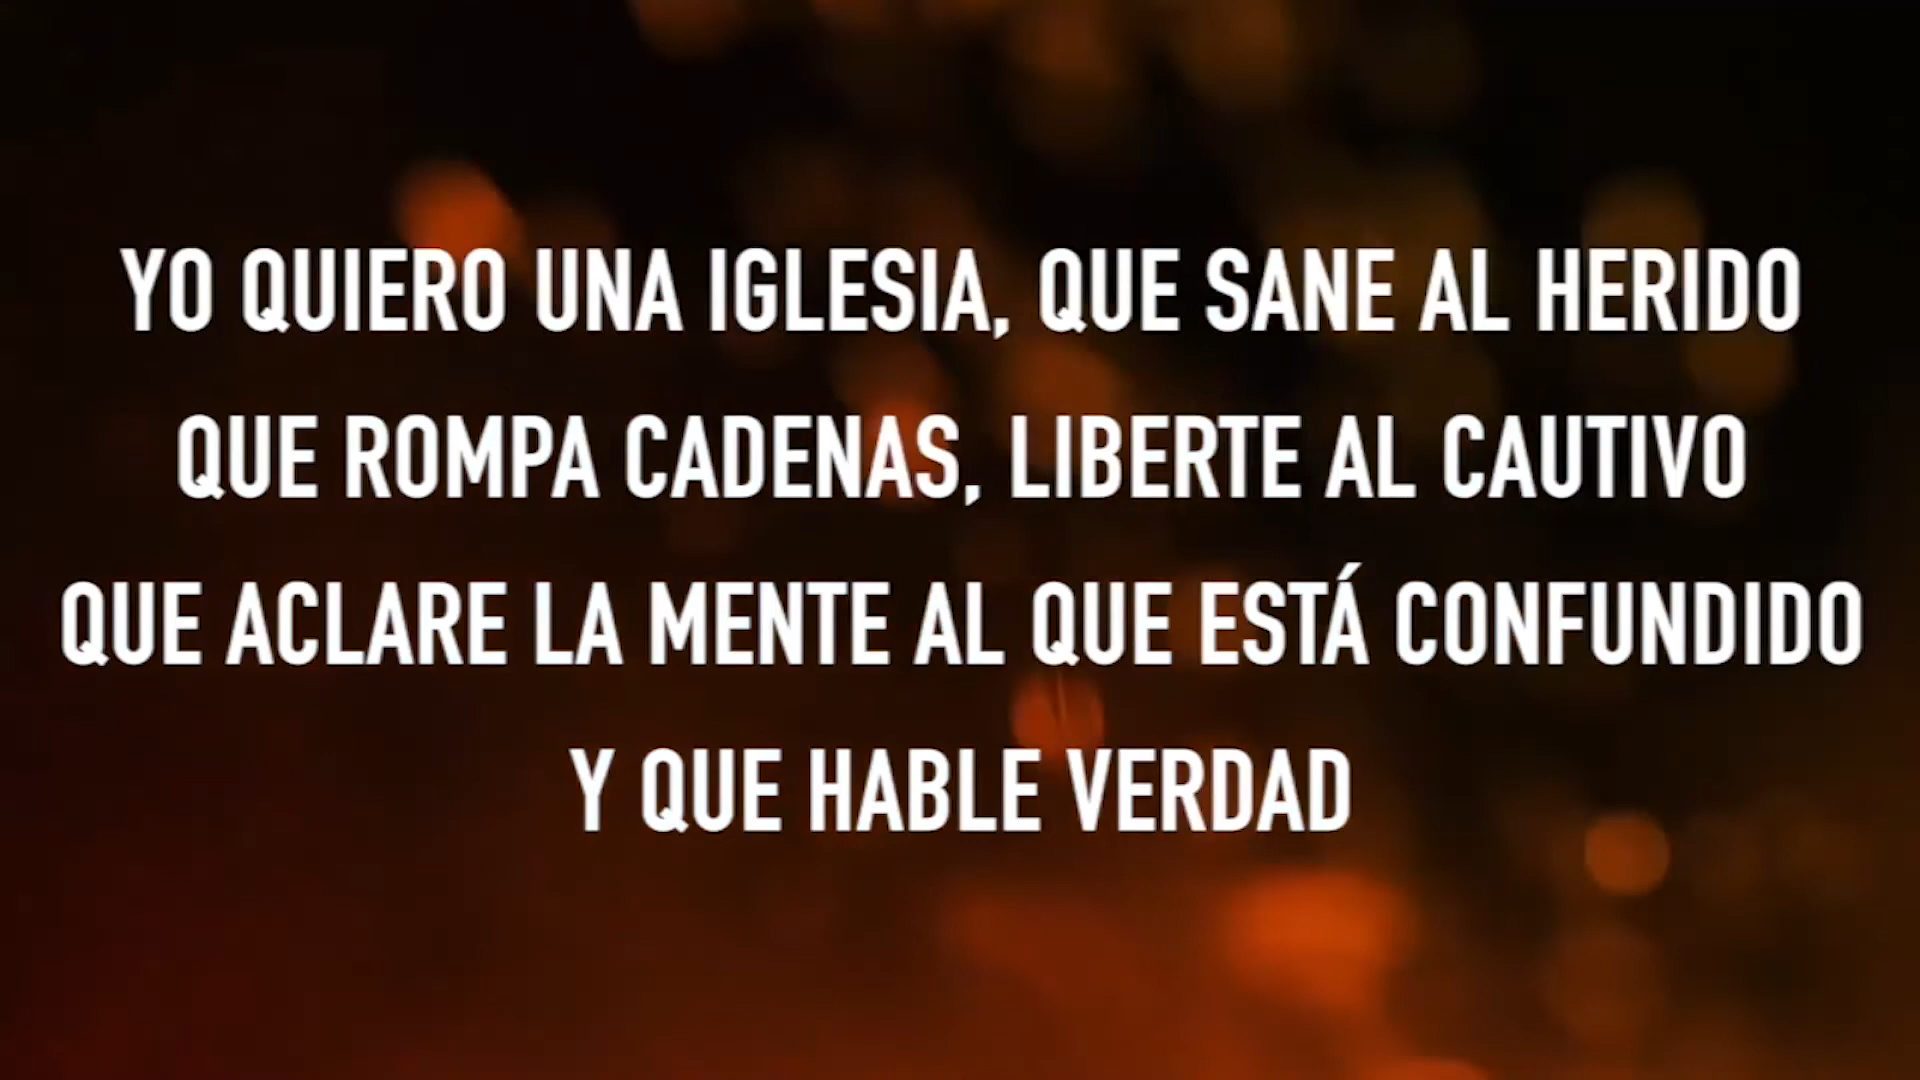 YO QUIERO UNA IGLESIA, QUE SANE AL HERIDO
QUE ROMPA CADENAS, LIBERTE AL CAUTIVO
QUE ACLARE LA MENTE AL QUE ESTÁ CONFUNDIDO
Y QUE HABLE VERDAD